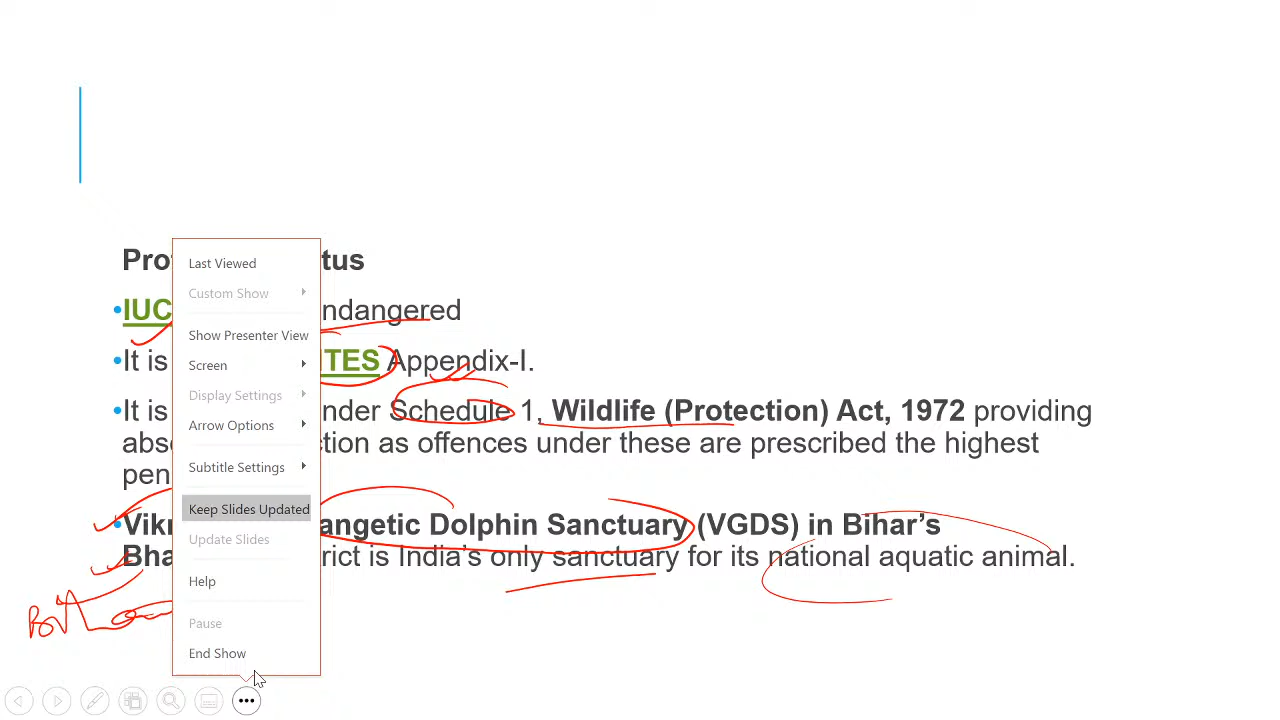 Pro tus
IUC ndangered
It is ITES Appendix-I.
It is nder Schedule 1, Wildlife (Protection) Act, 1972 providing
abs ction as offences under these are prescribed the highest
pen
Vikr angetic Dolphin Sanctuary (VGDS) in Bihar’s
Bha rict is India’s only sanctuary for its national aquatic animal.
Last Viewed
Custom Show
Show Presenter View
Screen
Display Settings
Arrow Options
Subtitle Settings
Keep Slides Updated
Update Slides
Help
Pause
End Show